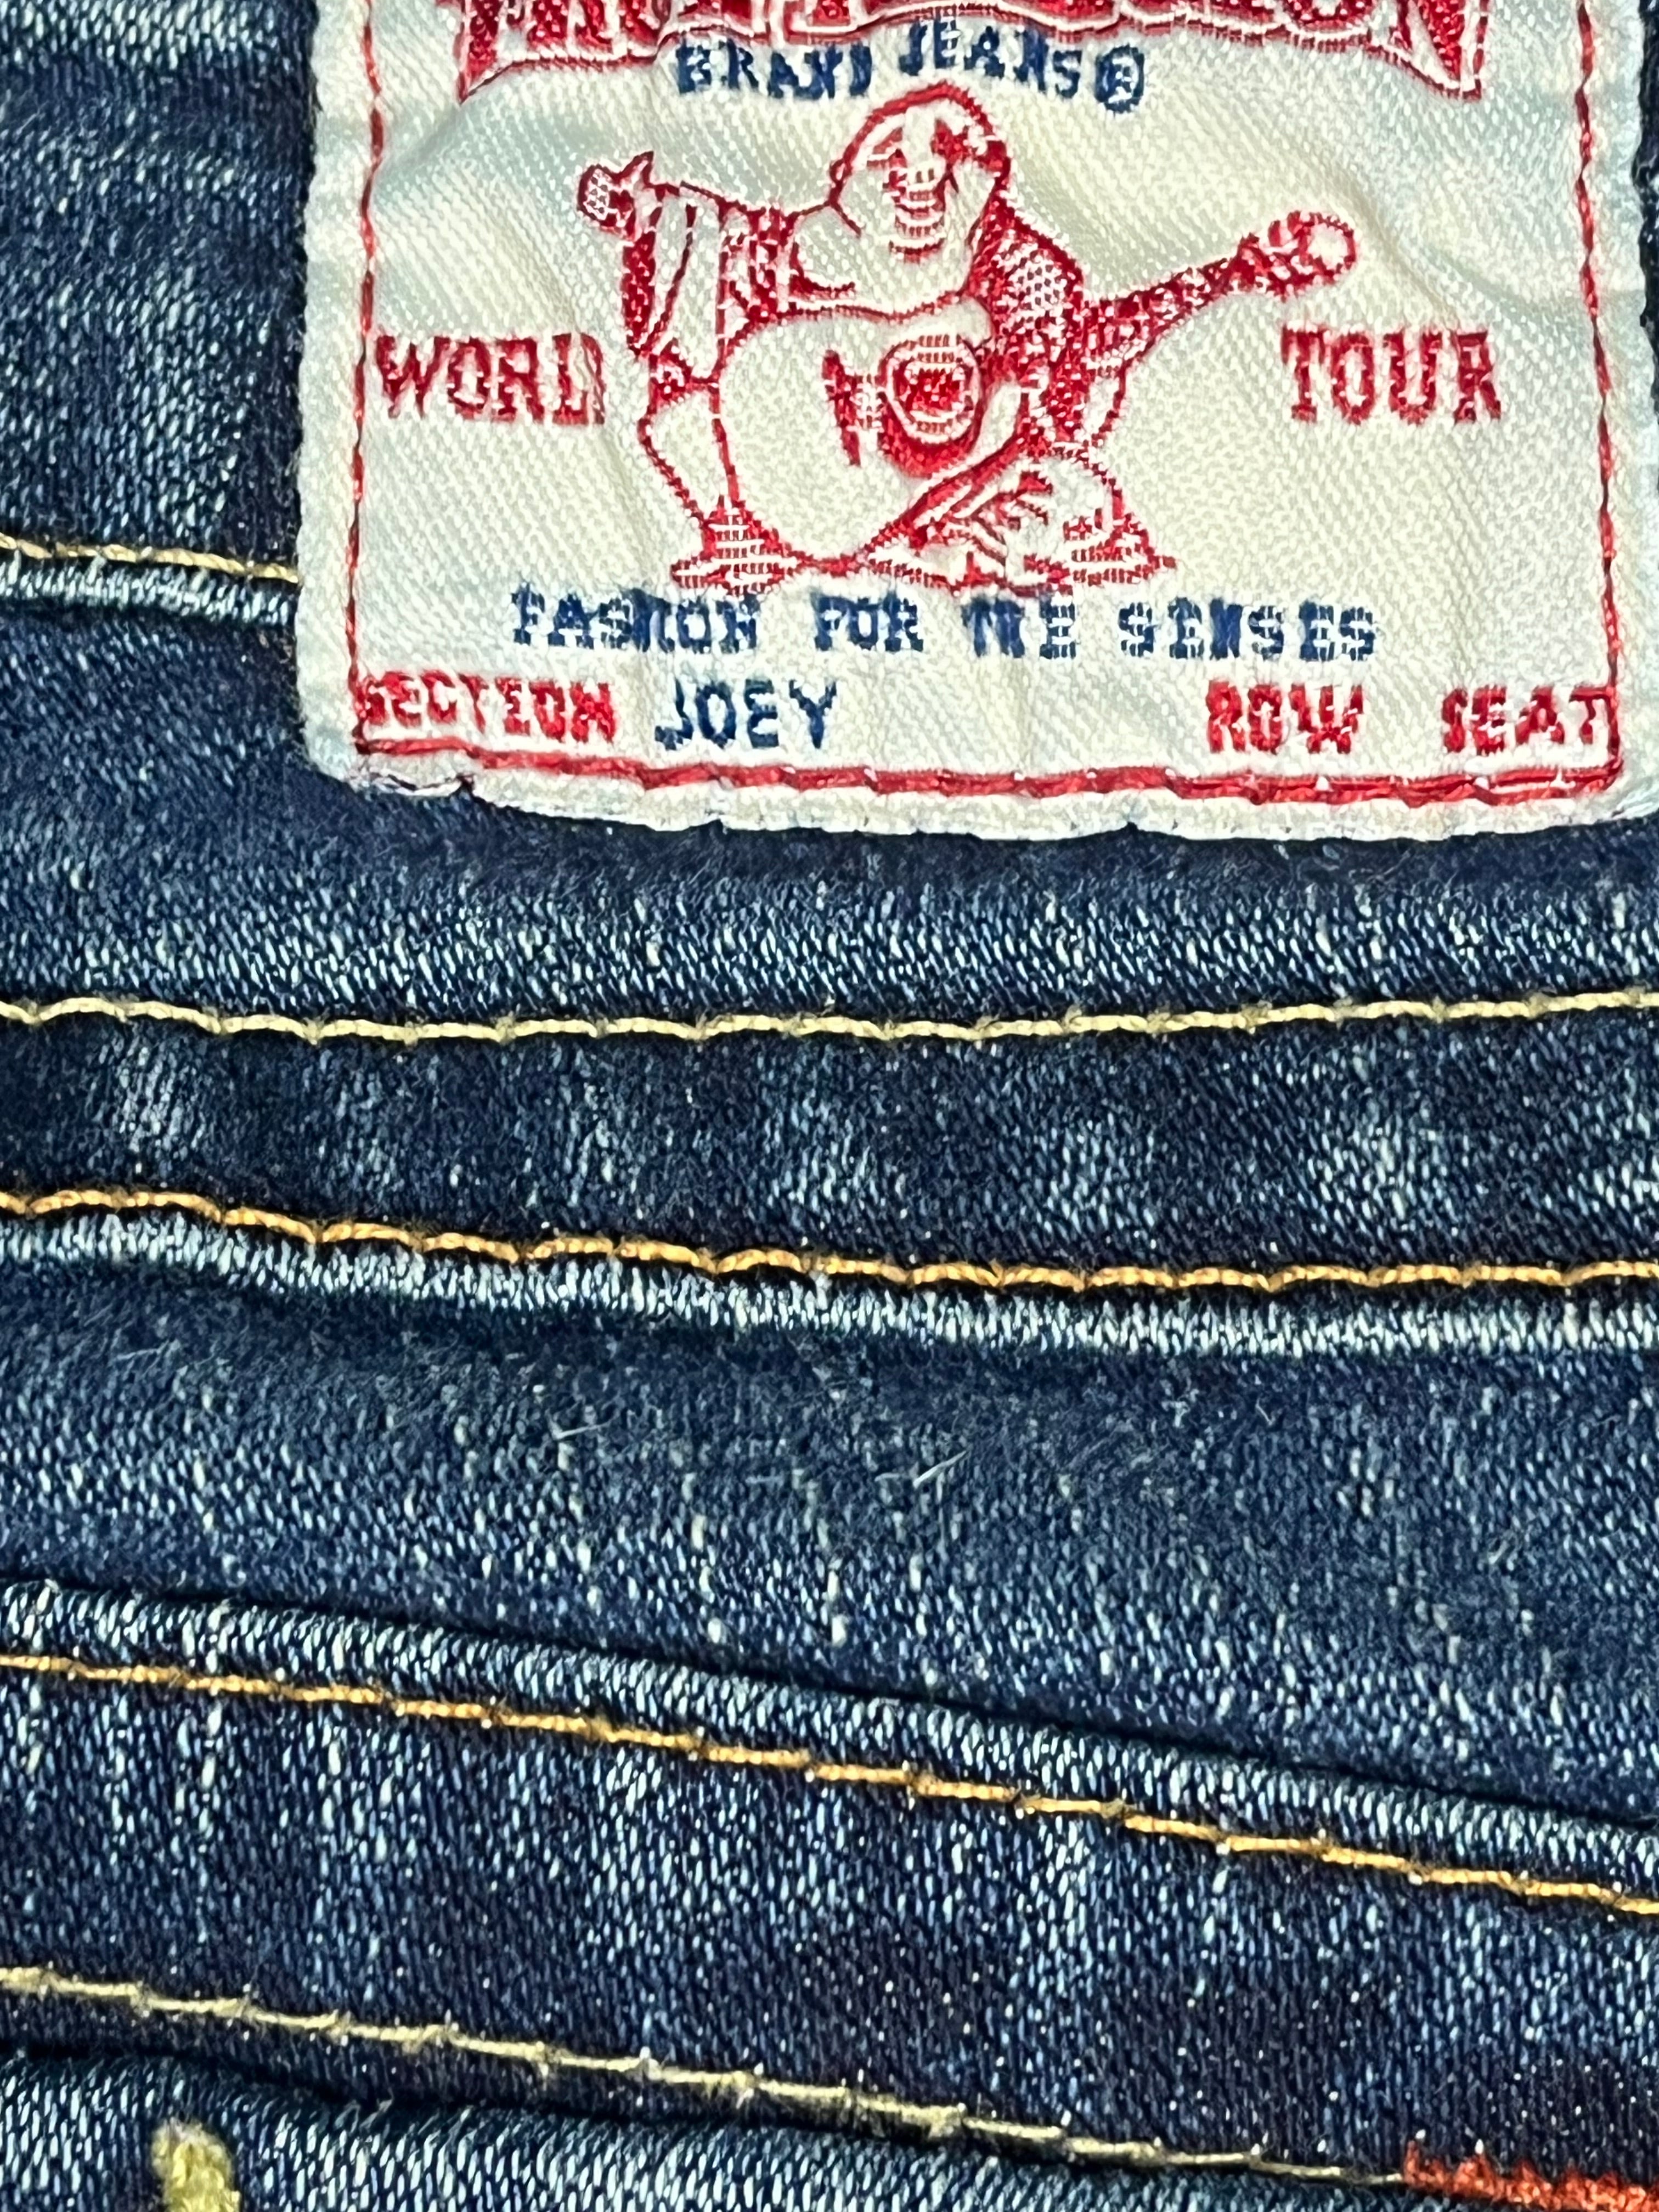 BRAND JEANS®
WORLD TOUR
FASHION FOR THE SENSES
SECTION JOEY ROW SEAT